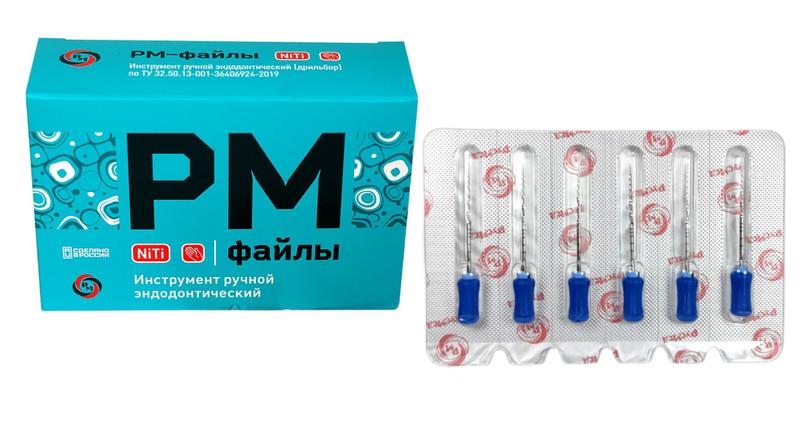 РМ-файлы NiTi
Инструмент ручной эндодонтический (дрильбор)
по ТУ 32.50.13-001-36406924-2019
РМ
СДЕЛАНО
В РОССИИ
NiTi
файлы
РМ
Инструмент ручной
эндодонтический